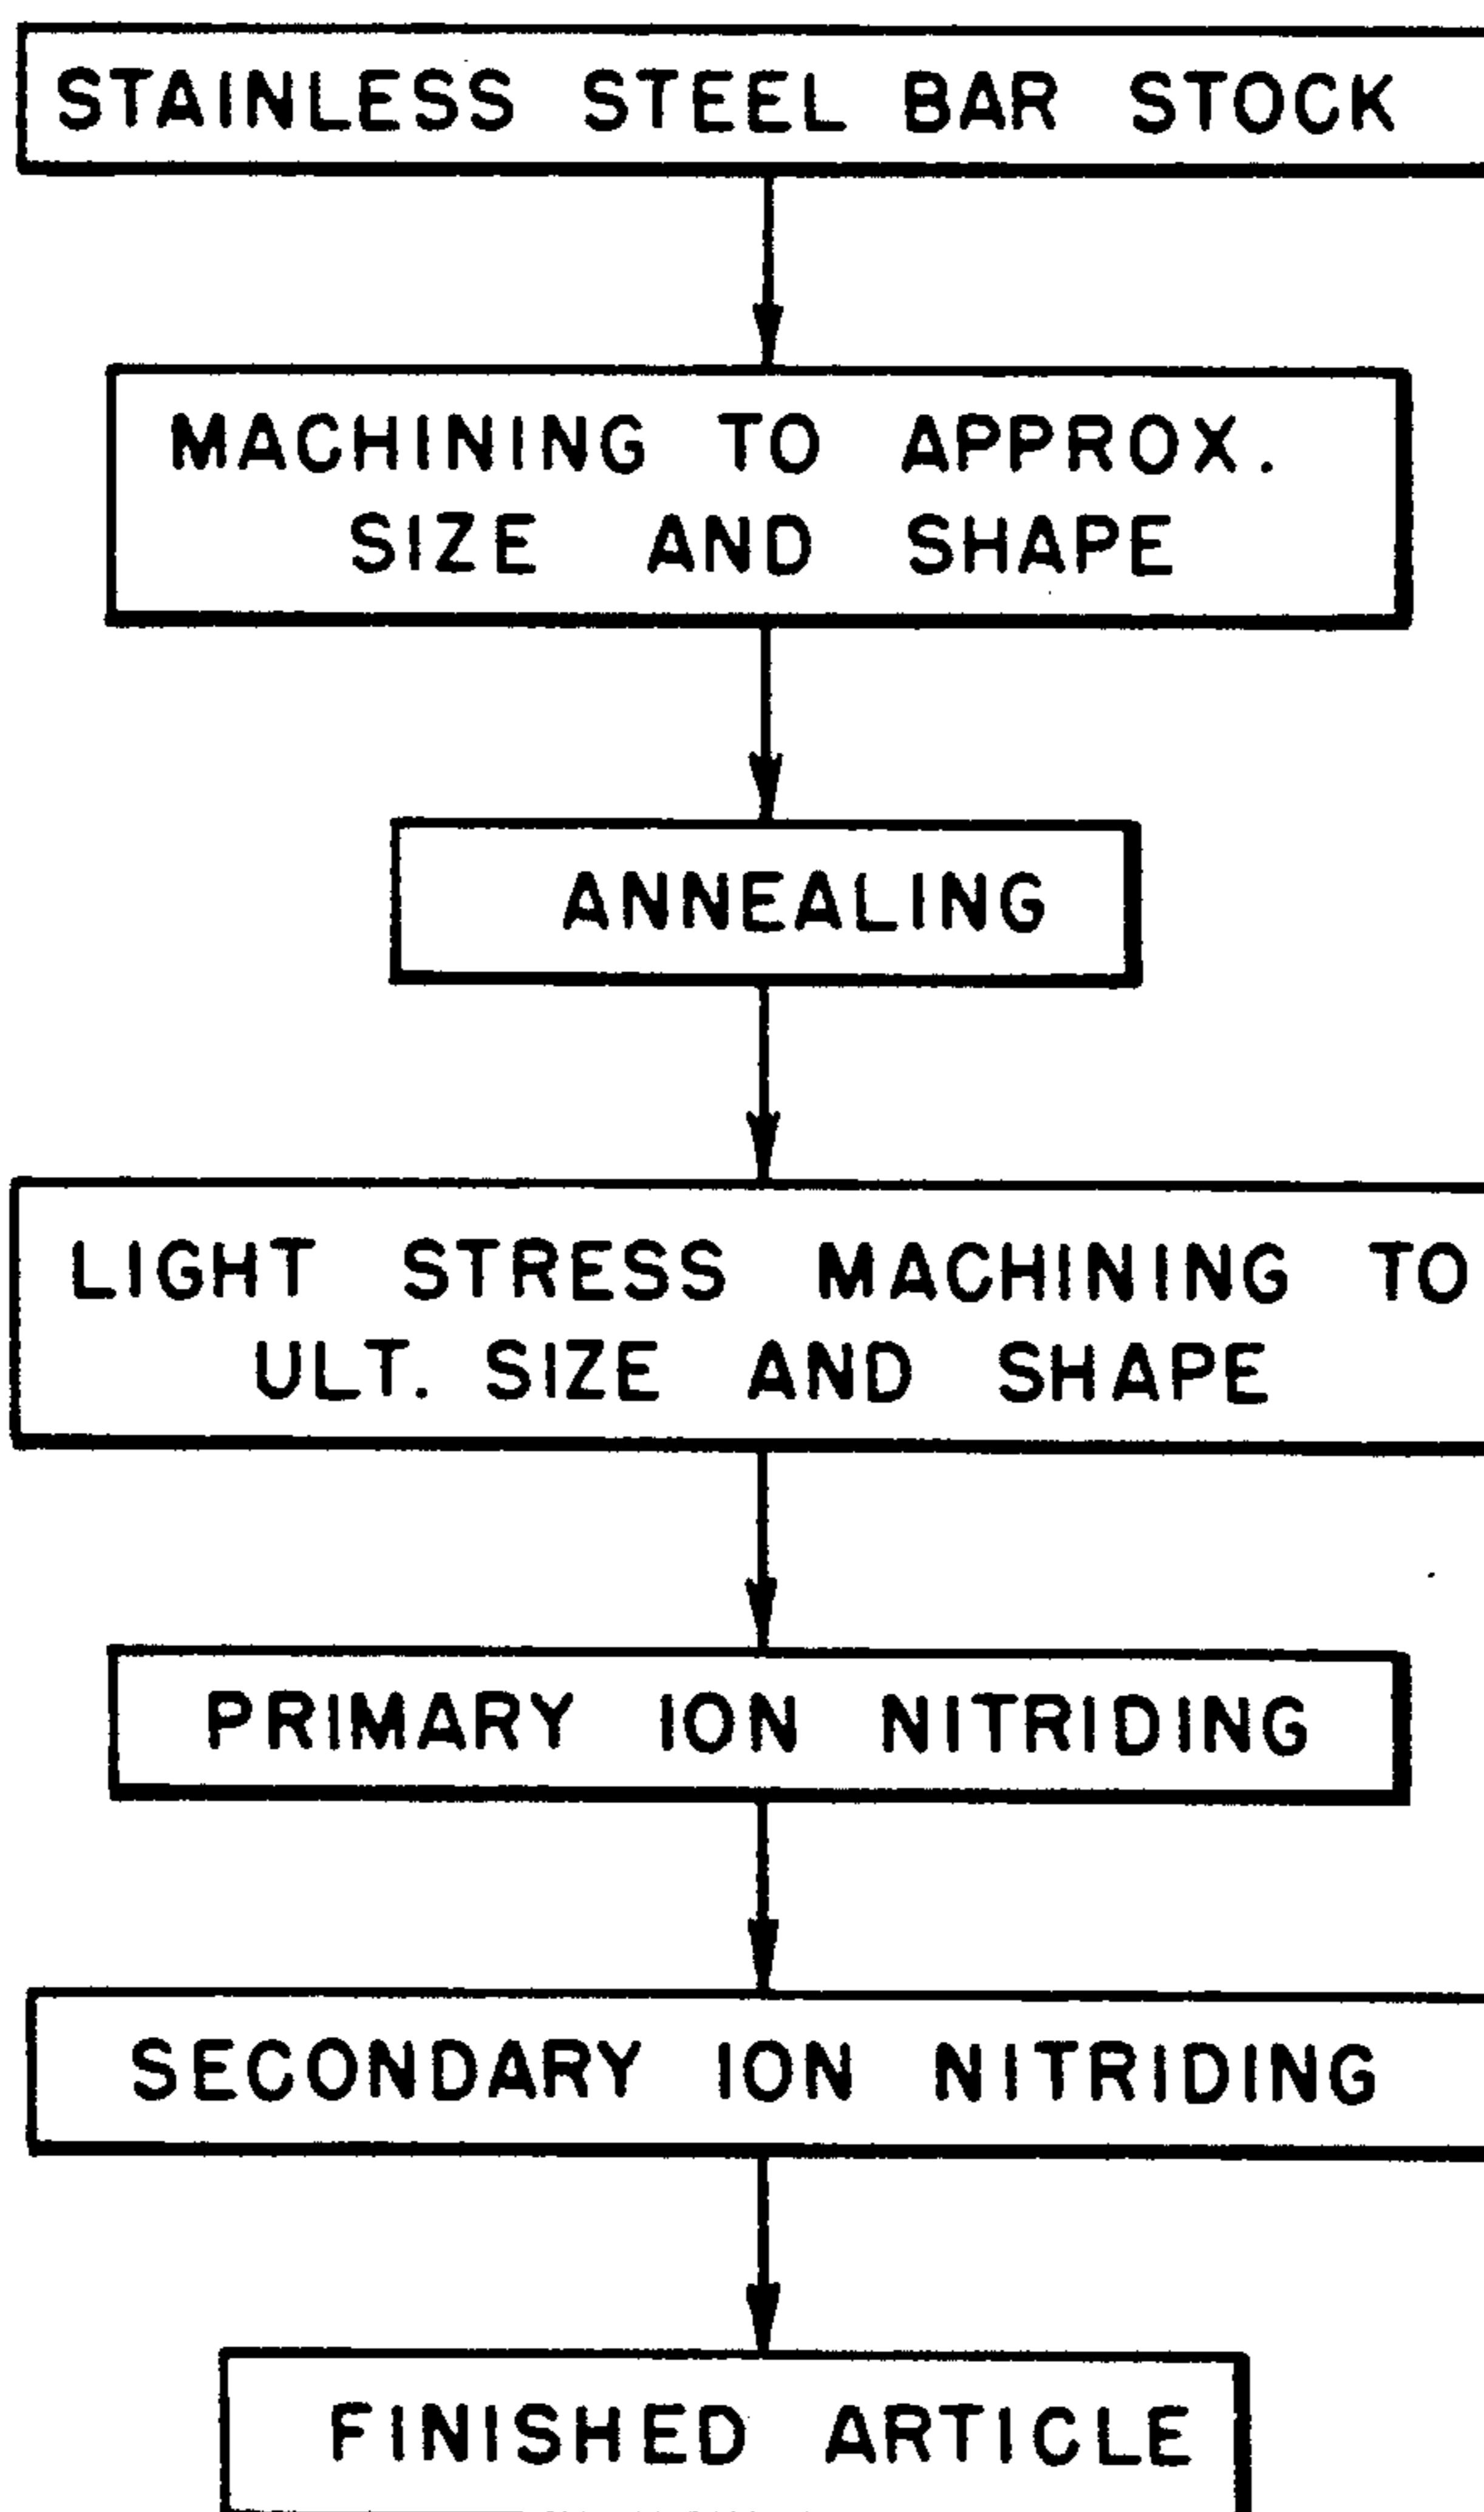 STAINLESS STEEL BAR STOCK
MACHINING TO APPROX.
SIZE AND SHAPE
ANNEALING
LIGHT STRESS MACHINING TO
ULT. SIZE AND SHAPE
PRIMARY ION NITRIDING
SECONDARY ION NITRIDING
FINISHED ARTICLE